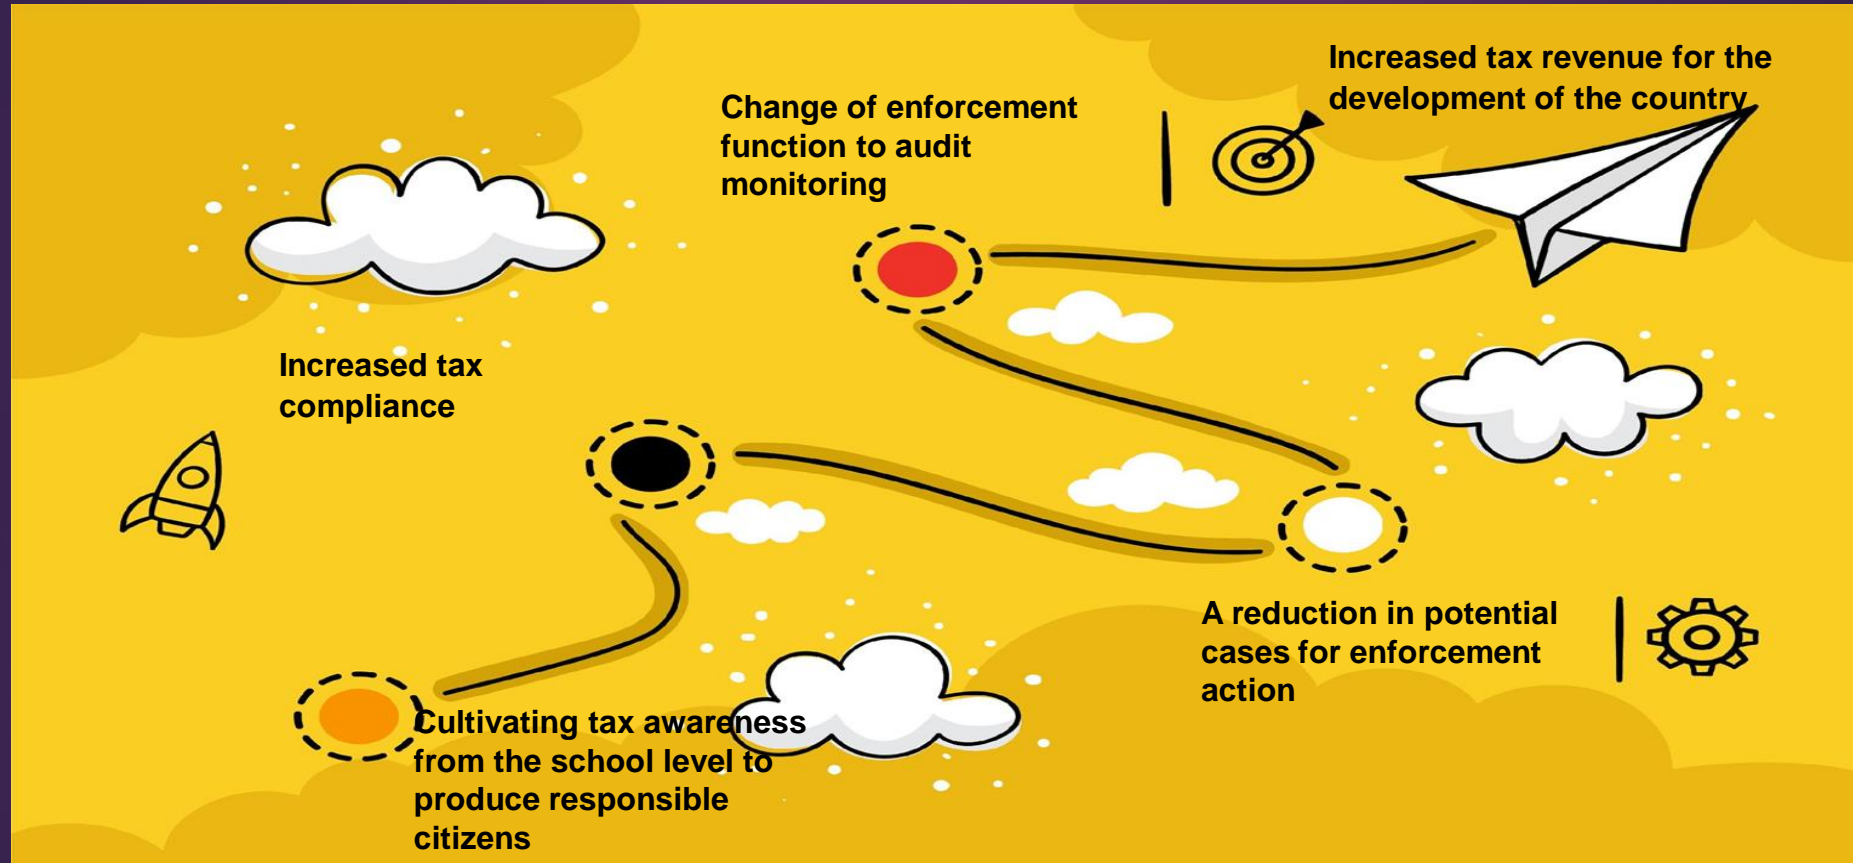 Increased tax revenue for the
development of the country
Change of enforcement
function to audit
monitoring
Increased tax
compliance
A reduction in potential
cases for enforcement
action
Cultivating tax awareness
from the school level to
produce responsible
citizens